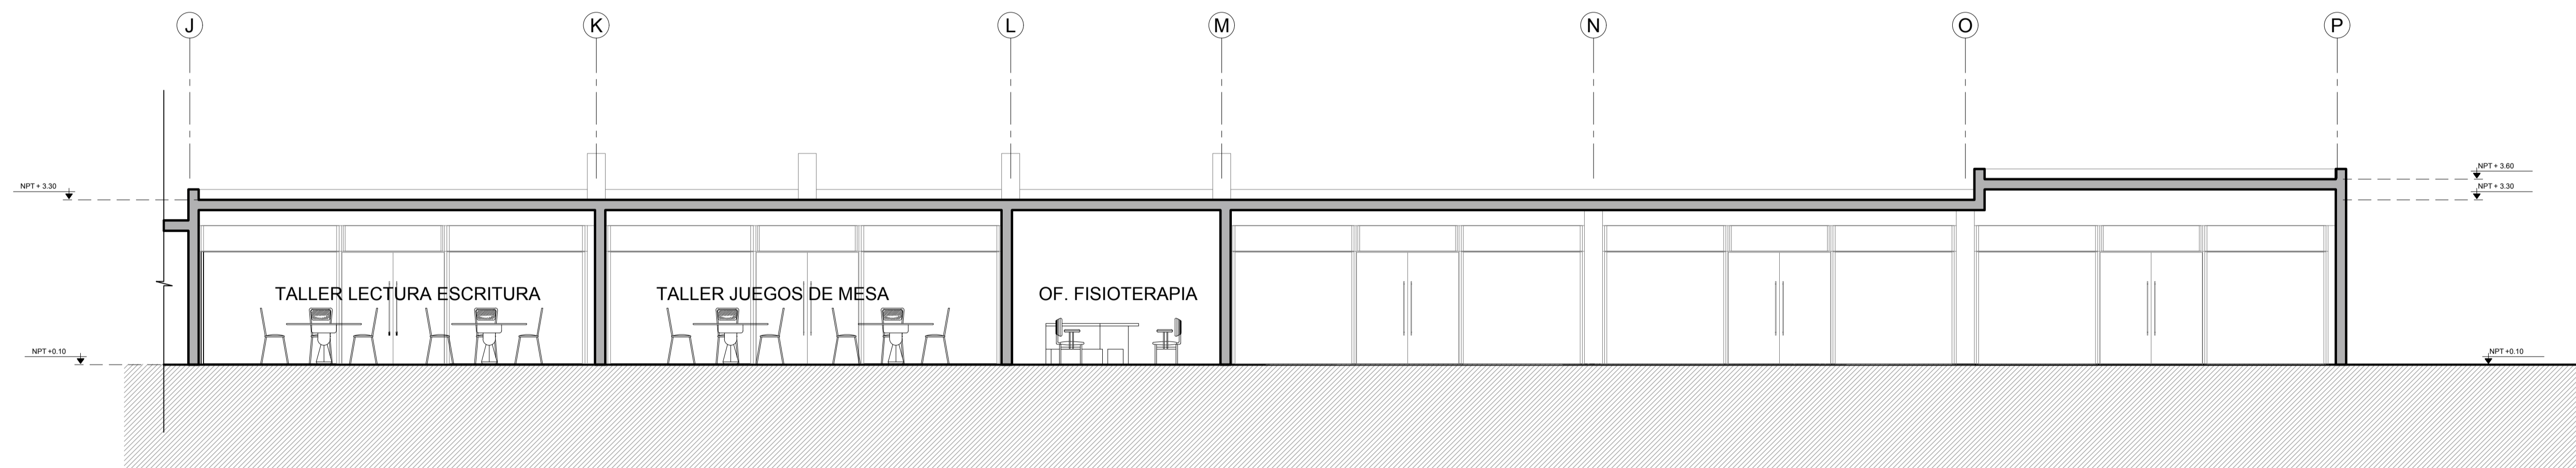 J K L M N O P
NPT + 3.60
NPT + 3.30 NPT + 3.30
TALLER LECTURA ESCRITURA TALLER JUEGOS DE MESA OF. FISIOTERAPIA
NPT +0.10 NPT +0.10